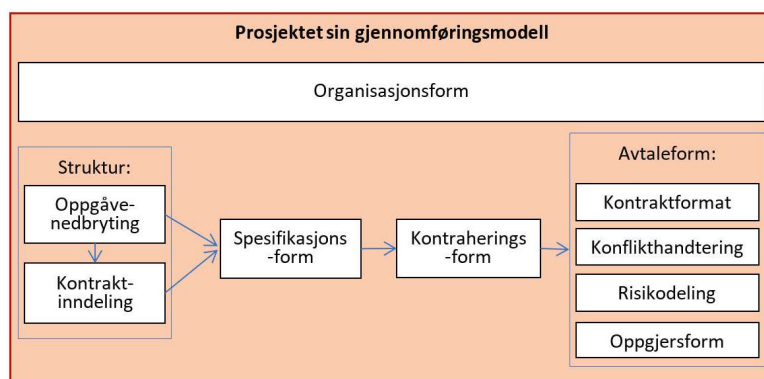 Prosjektet sin gjennomføringsmodell
Organisasjonsform
Struktur:
Oppgåve-
nedbryting
Kontrakt-
inndeling
Spesifikasjons
-form
Kontraherings
-form
Avtaleform:
Kontraktformat
Konflikthandtering
Risikodeling
Oppgjersform